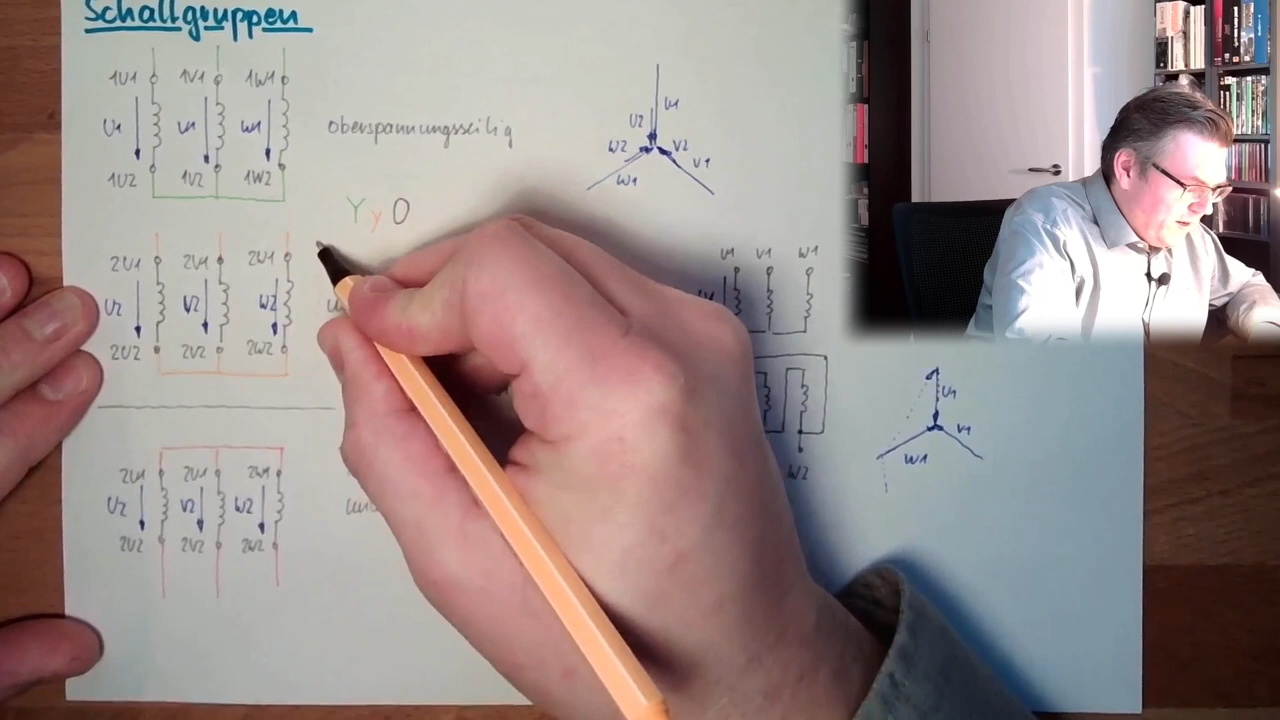 Schaltgruppen
1U1 1V1 1W1
U1 V1 W1
1U2 1V2 1W2
oberspannungsseitig
Yy0
2U1 2V1 2W1
U2 V2 W2
2U2 2V2 2W2
2U1 2V1 2W1
U2 V2 W2
2U2 2V2 2W2
U1
U2
W2 V2
W1 V1
U1 V1 W1
W2
U1
V1
W1